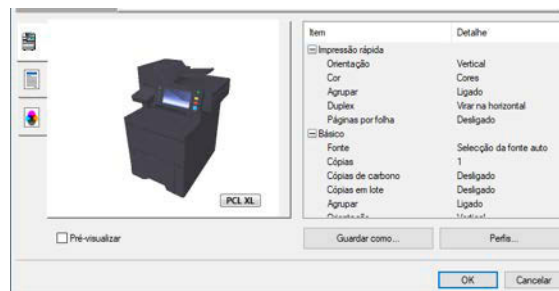 Item Detalhe
Impressão rápida
Orientação Vertical
Cor Cores
Agrupar Ligado
Duplex Virar na horizontal
Páginas por folha Desligado
Básico
Fonte Selecção da fonte auto
Cópias 1
Cópias de carbono Desligado
Cópias em lote Desligado
Agrupar Ligado
Orientação Vertical
PCL XL
Pré-visualizar
Guardar como... Perfis...
OK Cancelar